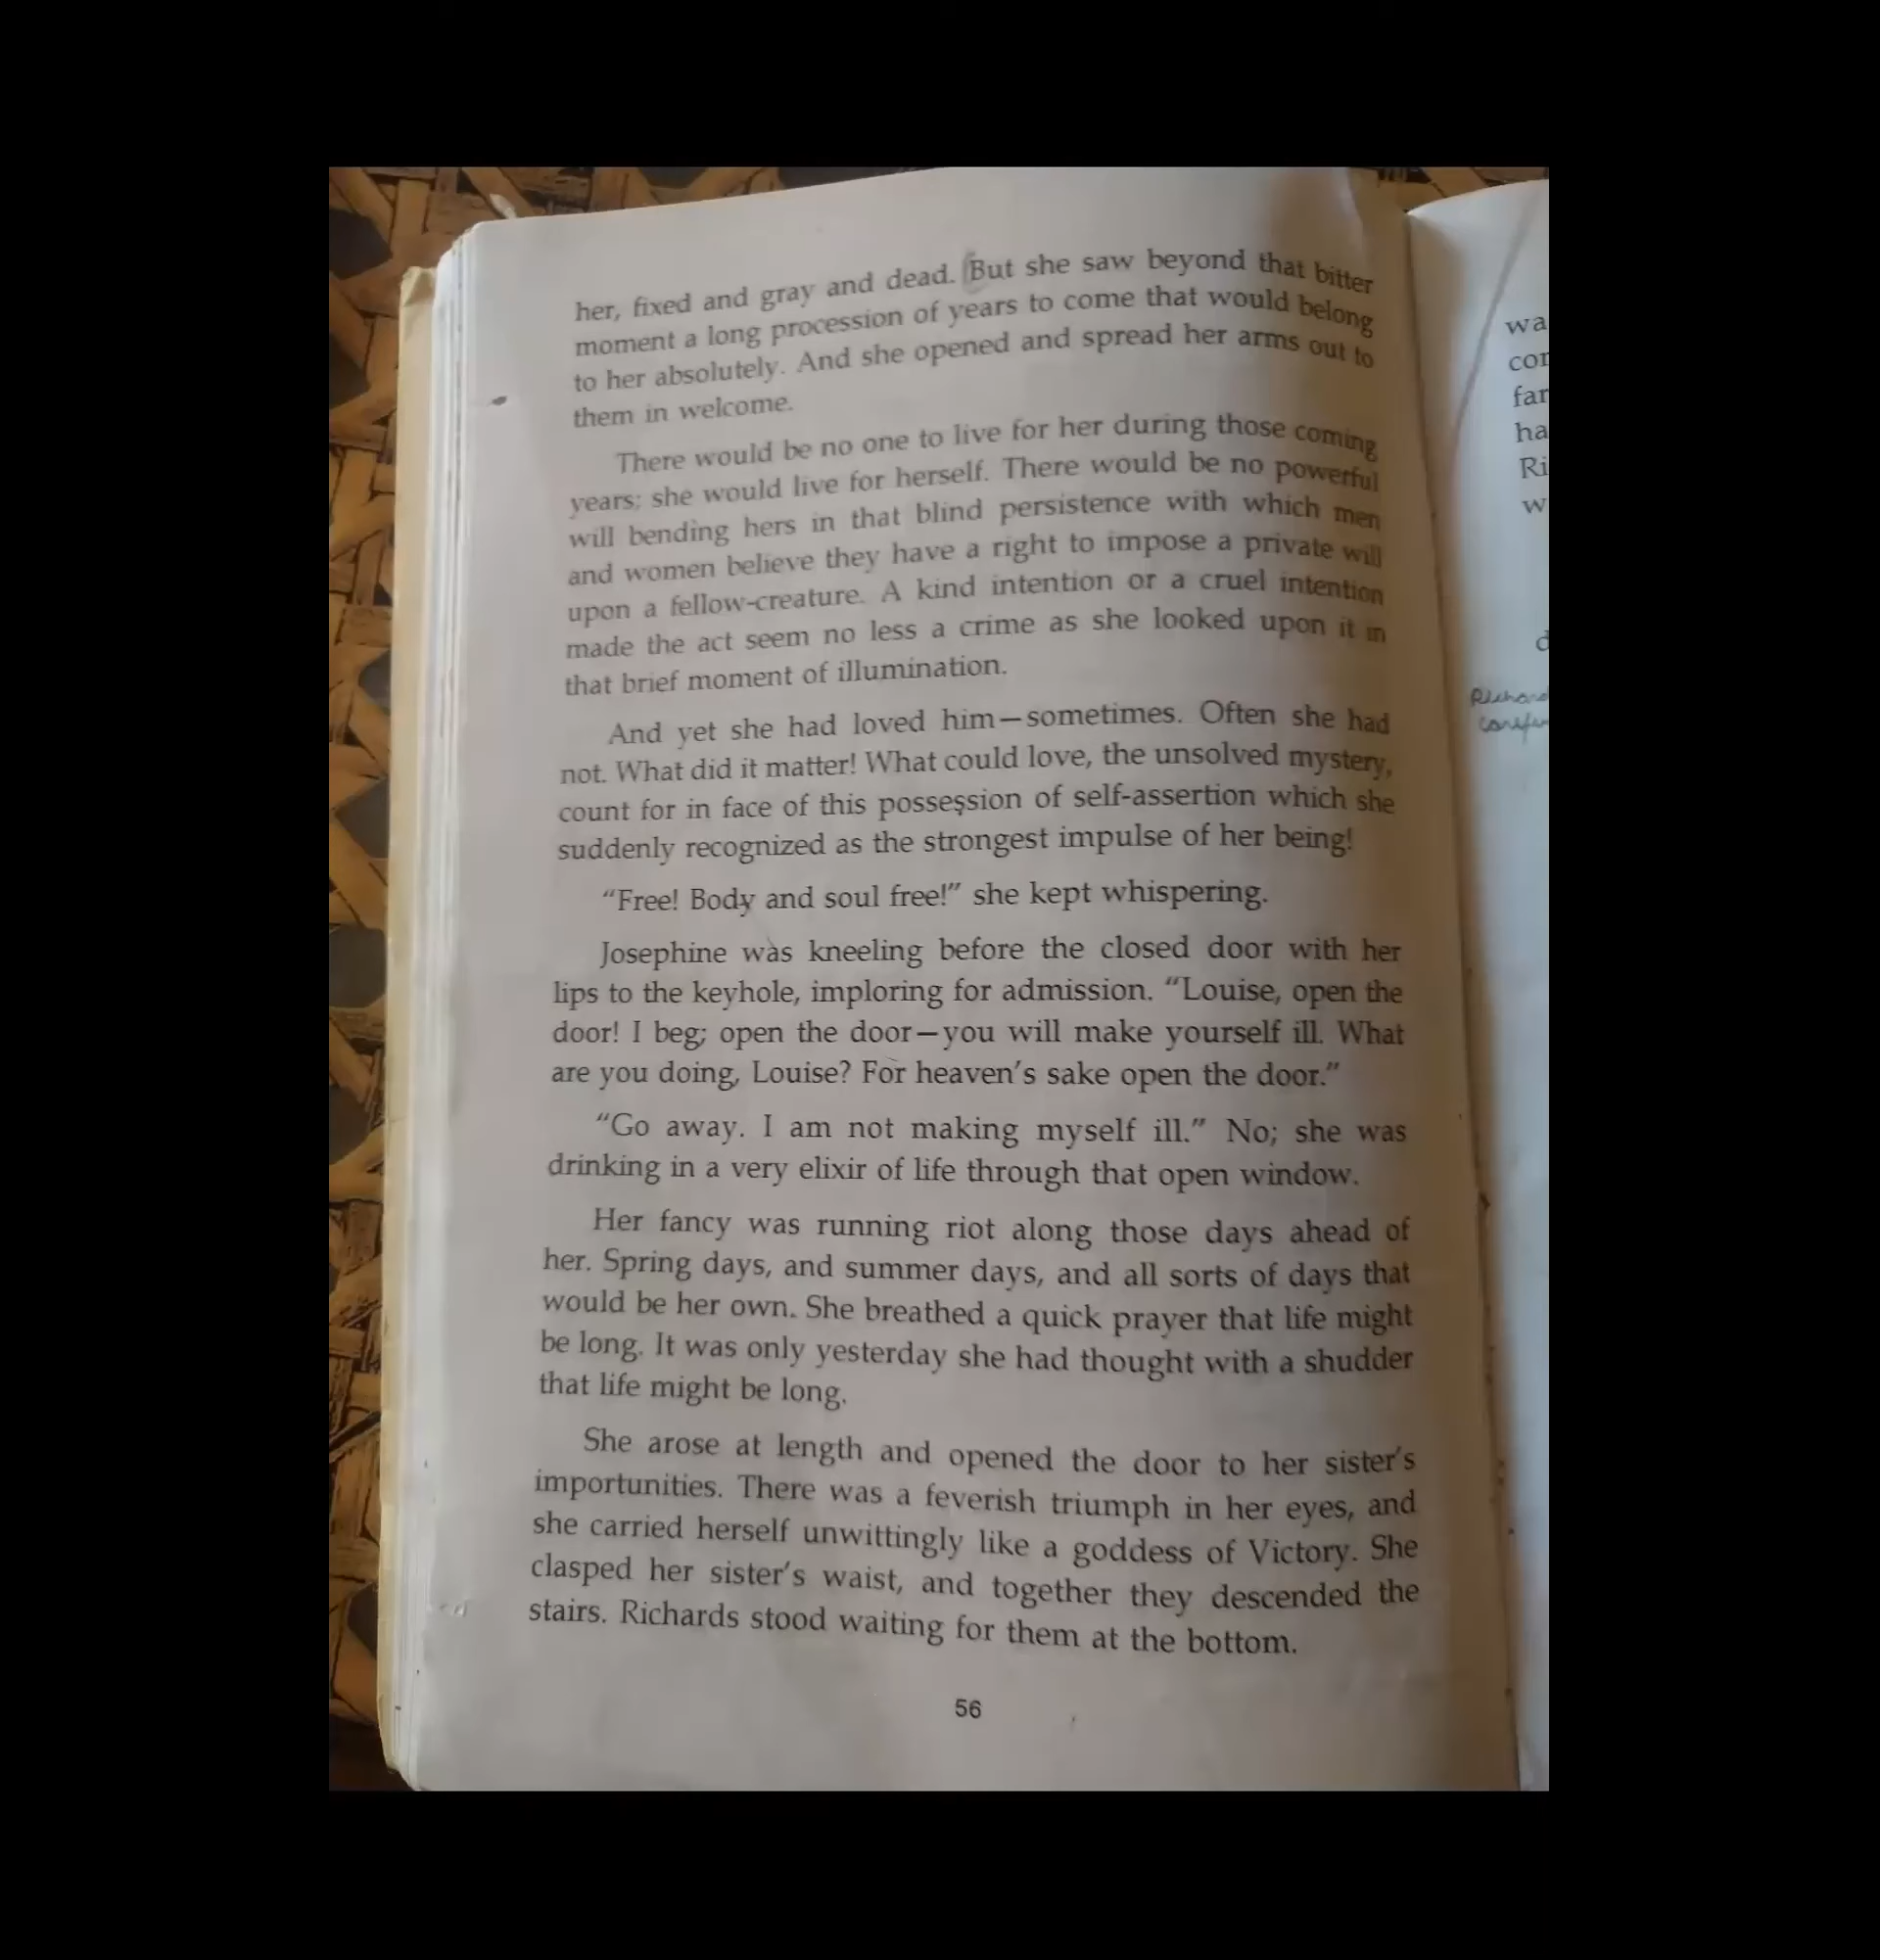 her, fixed and gray and dead. But she saw beyond that bitter
moment a long procession of years to come that would belong
to her absolutely. And she opened and spread her arms out to
them in welcome.
There would be no one to live for her during those coming
years; she would live for herself. There would be no powerful
will bending hers in that blind persistence with which men
and women believe they have a right to impose a private will
upon a fellow-creature. A kind intention or a cruel intention
made the act seem no less a crime as she looked upon it in
that brief moment of illumination.
And yet she had loved him—sometimes. Often she had
not. What did it matter! What could love, the unsolved mystery,
count for in face of this possession of self-assertion which she
suddenly recognized as the strongest impulse of her being!
“Free! Body and soul free!” she kept whispering.
Josephine was kneeling before the closed door with her
lips to the keyhole, imploring for admission. “Louise, open the
door! I beg; open the door—you will make yourself ill. What
are you doing, Louise? For heaven's sake open the door.”
“Go away. I am not making myself ill.” No; she was
drinking in a very elixir of life through that open window.
Her fancy was running riot along those days ahead of
her. Spring days, and summer days, and all sorts of days that
would be her own. She breathed a quick prayer that life might
be long. It was only yesterday she had thought with a shudder
that life might be long.
She arose at length and opened the door to her sister's
importunities. There was a feverish triumph in her eyes, and
she carried herself unwittingly like a goddess of Victory. She
clasped her sister's waist, and together they descended the
stairs. Richards stood waiting for them at the bottom.
56
wa
cor
far
ha
Ri
w
d